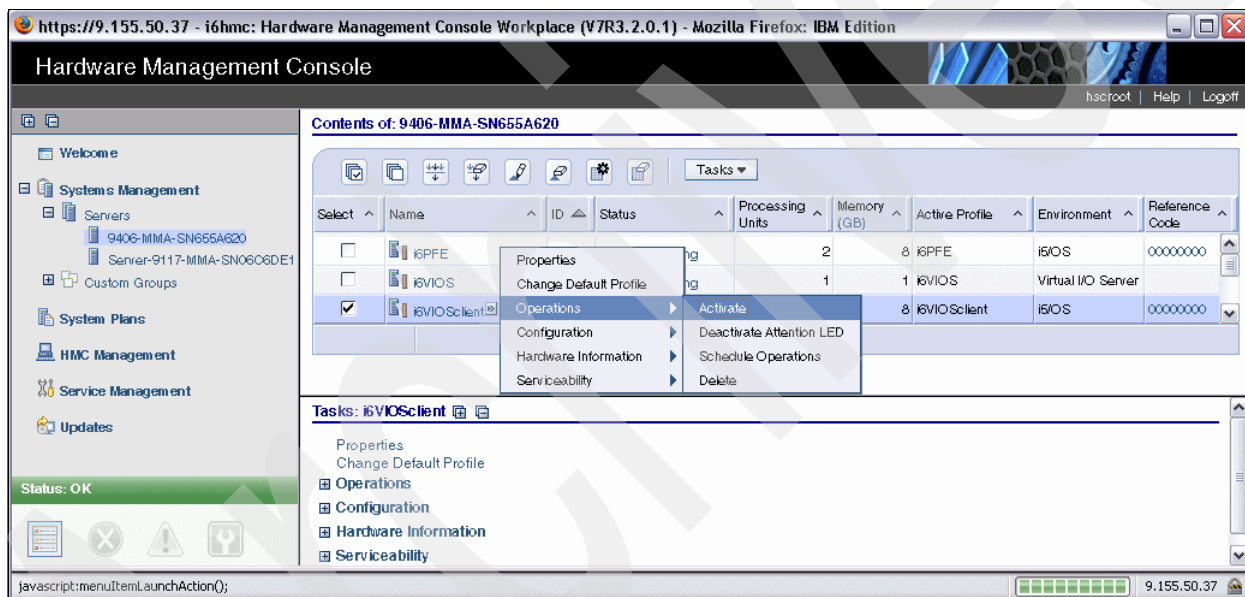 https://9.155.50.37 - i6hmc: Hardware Management Console Workplace (V7R3.2.0.1) - Mozilla Firefox: IBM Edition
Hardware Management Console
hscroot | Help | Logoff
Contents of: 9406-MMA-SN655A620
Welcome
Systems Management
Servers
9406-MMA-SN655A620
Server-9117-MMA-SN06C6DE1
Custom Groups
System Plans
HMC Management
Service Management
Updates
Status: OK
Tasks
Select Name ID Status Processing Units Memory (GB) Active Profile Environment Reference Code
i6PFE ng 2 8 i6PFE i5/OS 00000000
i6VIOS ng 1 1 i6VIOS Virtual I/O Server
i6VIOSclient 8 i6VIOSclient i5/OS 00000000
Properties
Change Default Profile
Operations
Configuration
Hardware Information
Serviceability
Activate
Deactivate Attention LED
Schedule Operations
Delete
Tasks: i6VIOSclient
Properties
Change Default Profile
Operations
Configuration
Hardware Information
Serviceability
javascript:menuItemLaunchAction();
9.155.50.37